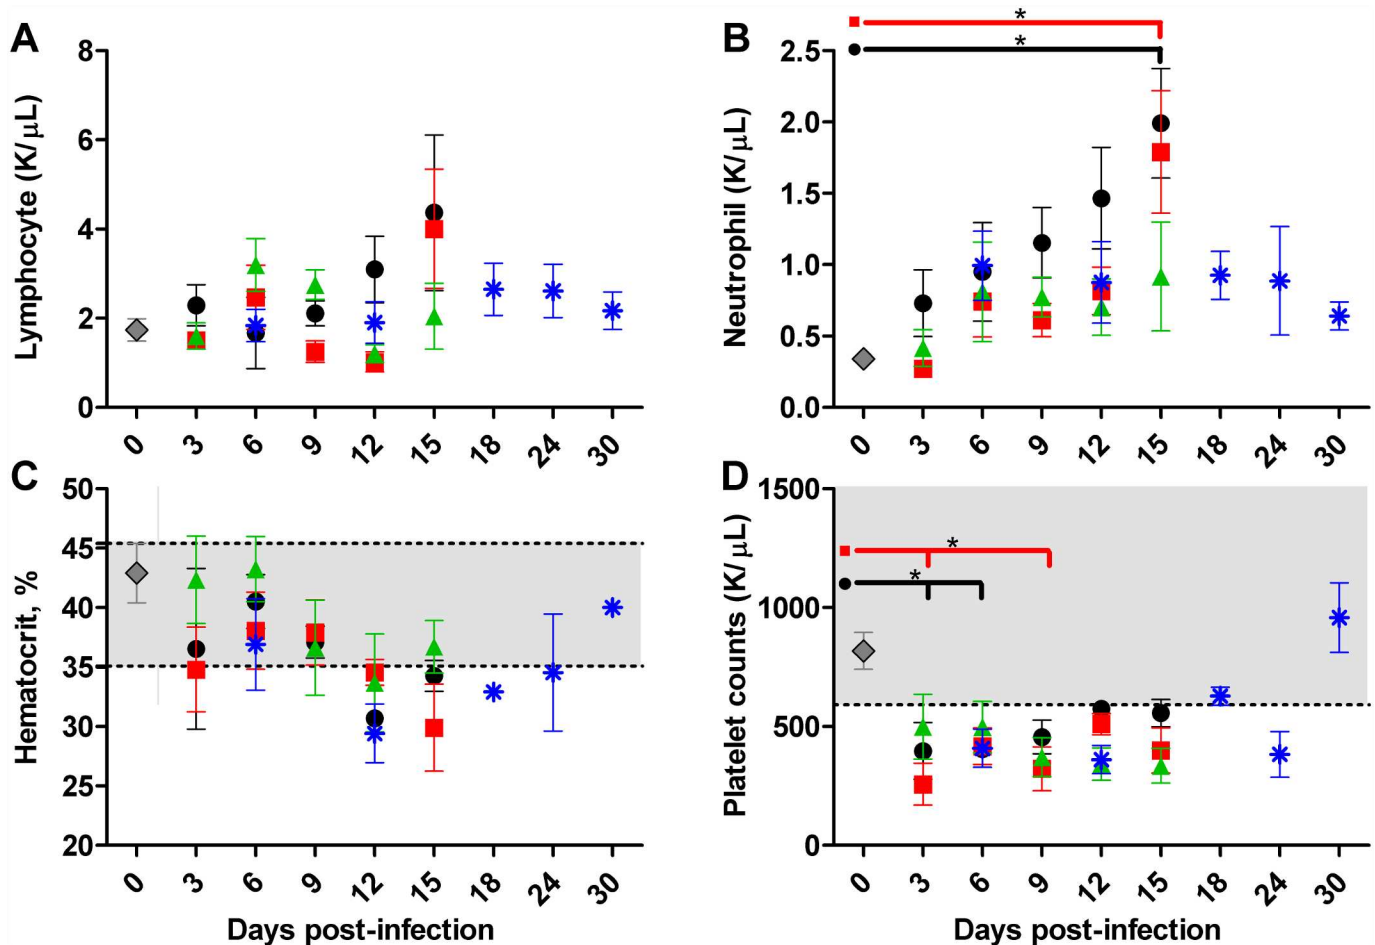 A
Lymphocyte (K/μL)
8
6
4
2
0
0 3 6 9 12 15 18 24 30
B
Neutrophil (K/μL)
*
*
2.5
2.0
1.5
1.0
0.5
0.0
0 3 6 9 12 15 18 24 30
C
Hematocrit, %
50
45
40
35
30
25
20
0 3 6 9 12 15 18 24 30
Days post-infection
D
Platelet counts (K/μL)
1500
1000
500
0
*
*
0 3 6 9 12 15 18 24 30
Days post-infection